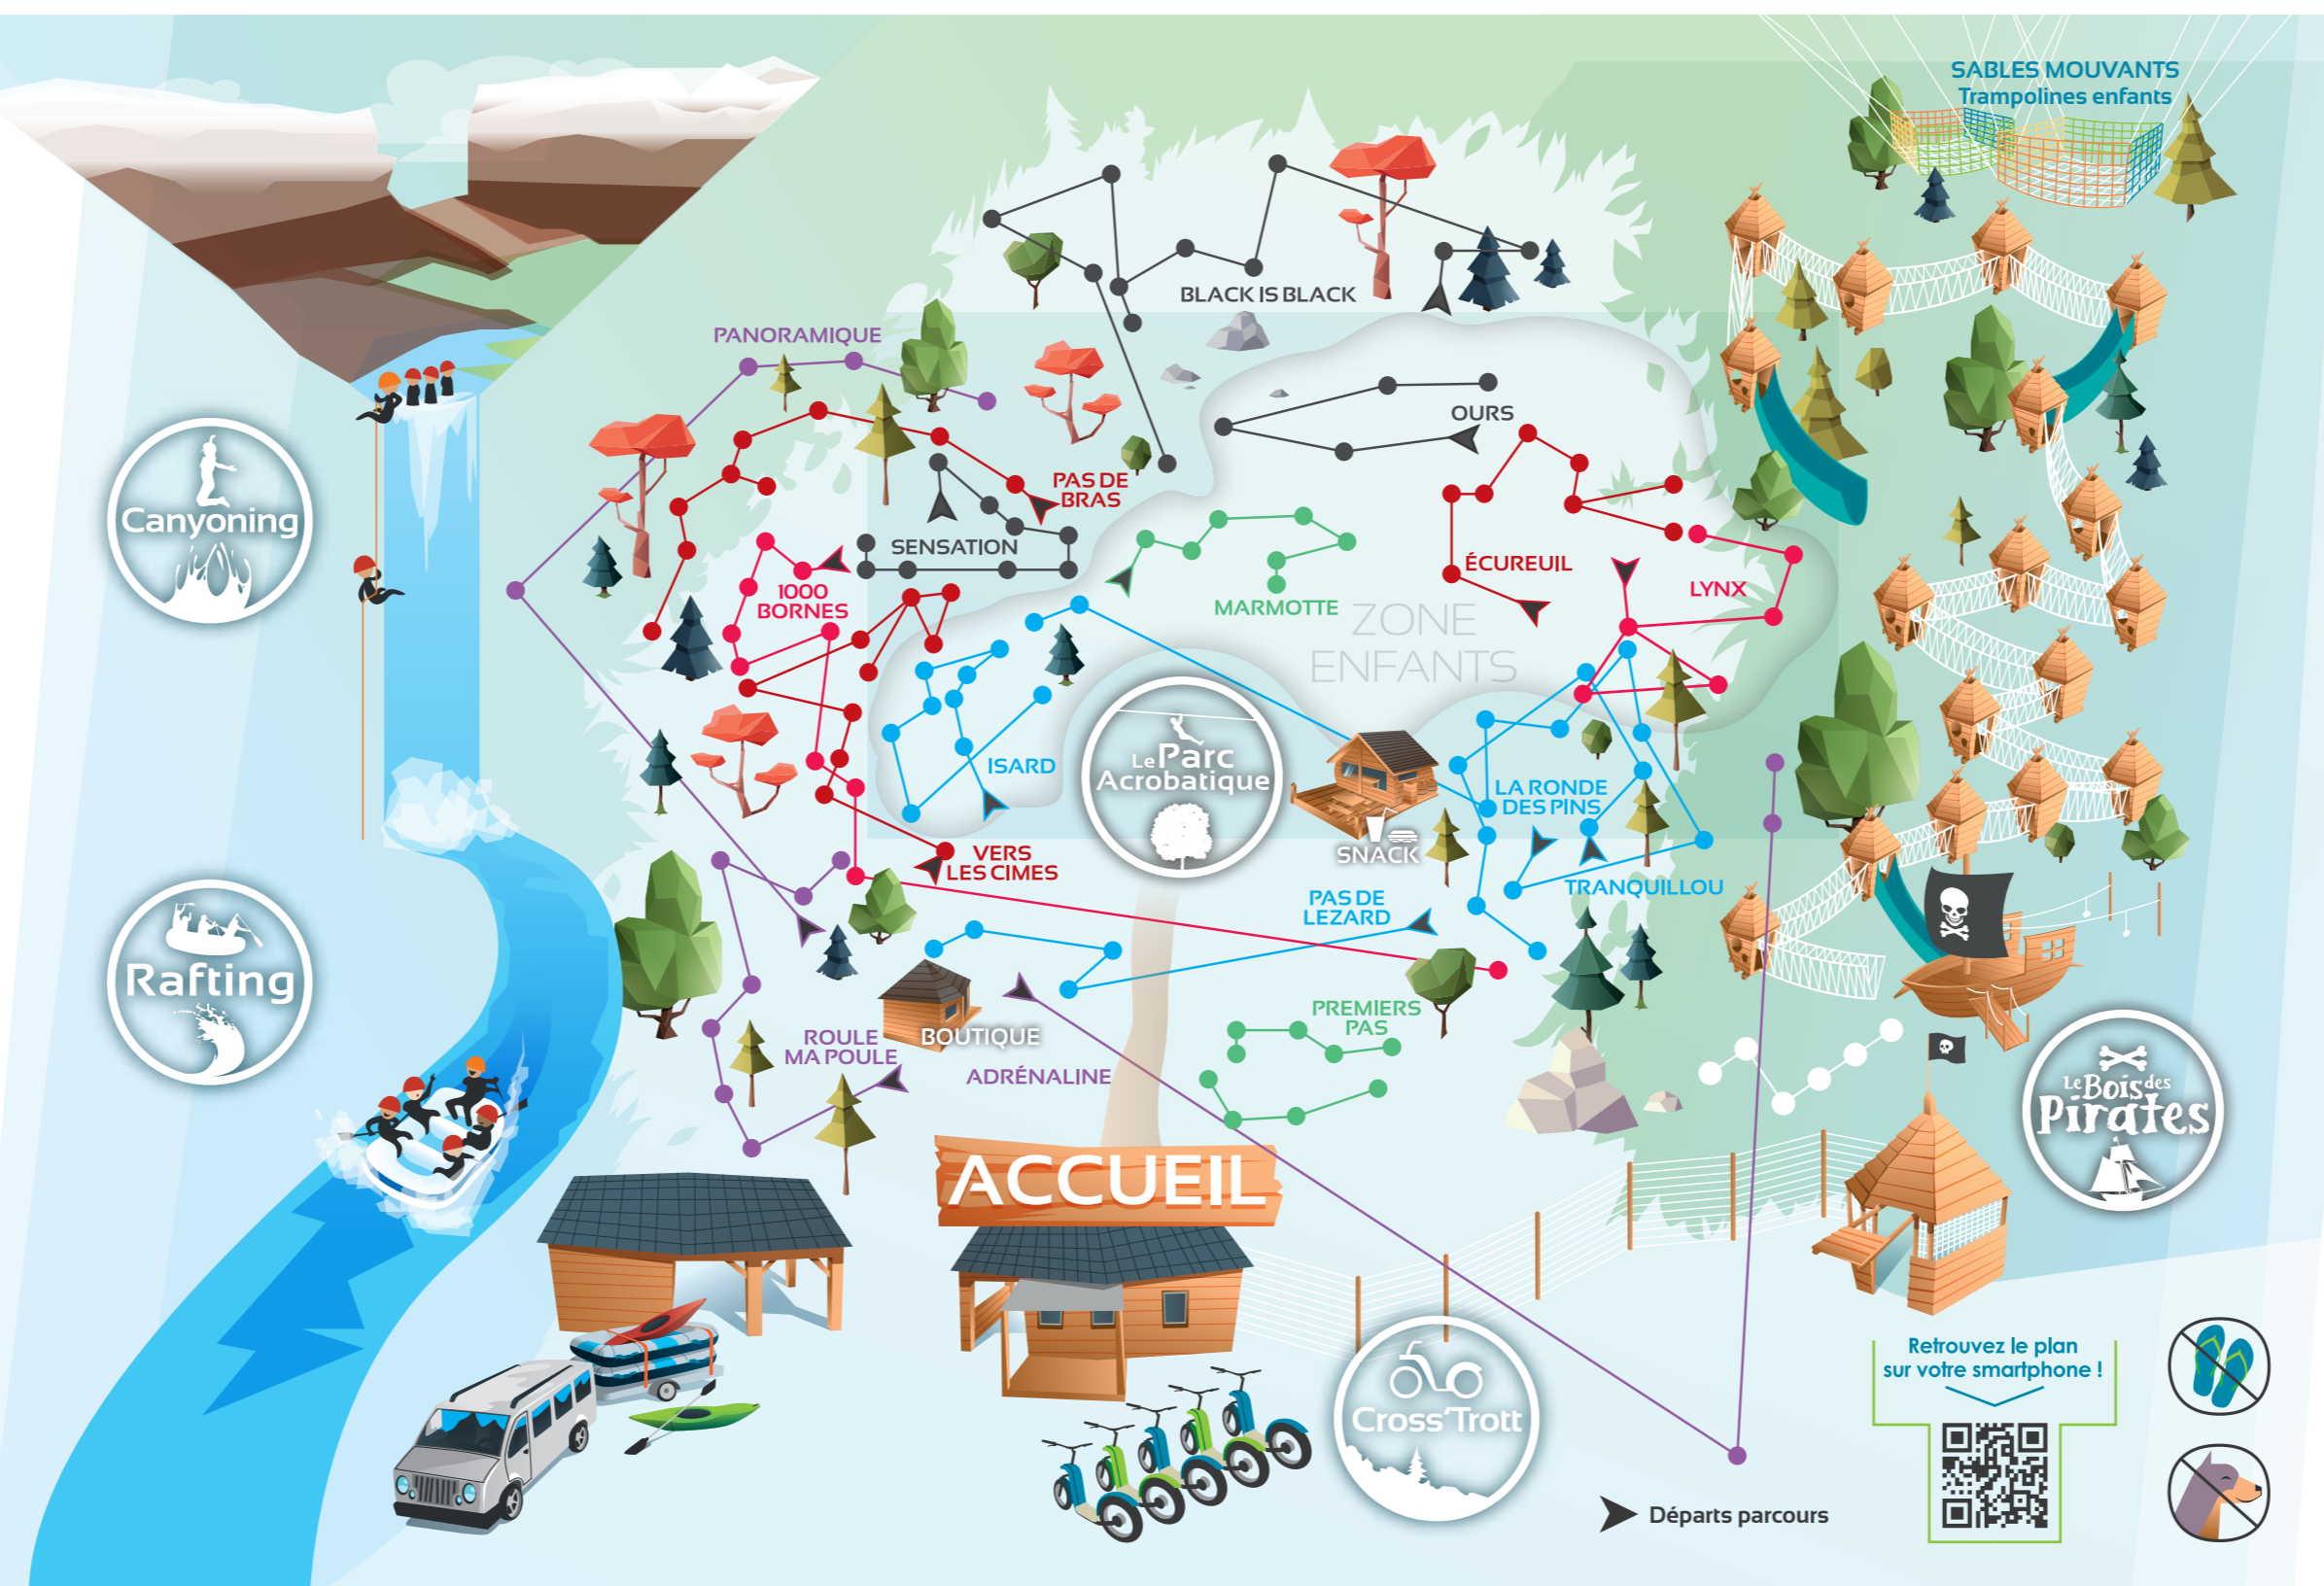 SABLES MOUVANTS
Trampolines enfants
BLACK IS BLACK
PANORAMIQUE
OURS
PAS DE
BRAS
Canyoning
SENSATION
ÉCUREUIL
1000
BORNES
LYNX
MARMOTTE
ZONE
ENFANTS
Le Parc
Acrobatique
ISARD
LA RONDE
DES PINS
SNACK
VERS
LES CIMES
TRANQUILLOU
PAS DE
LEZARD
Rafting
PREMIERS
PAS
BOUTIQUE
ROULE
MA POULE
ADRÉNALINE
Le Bois des
Pirates
ACCUEIL
Retrouvez le plan
sur votre smartphone !
Cross'Trott
Départs parcours